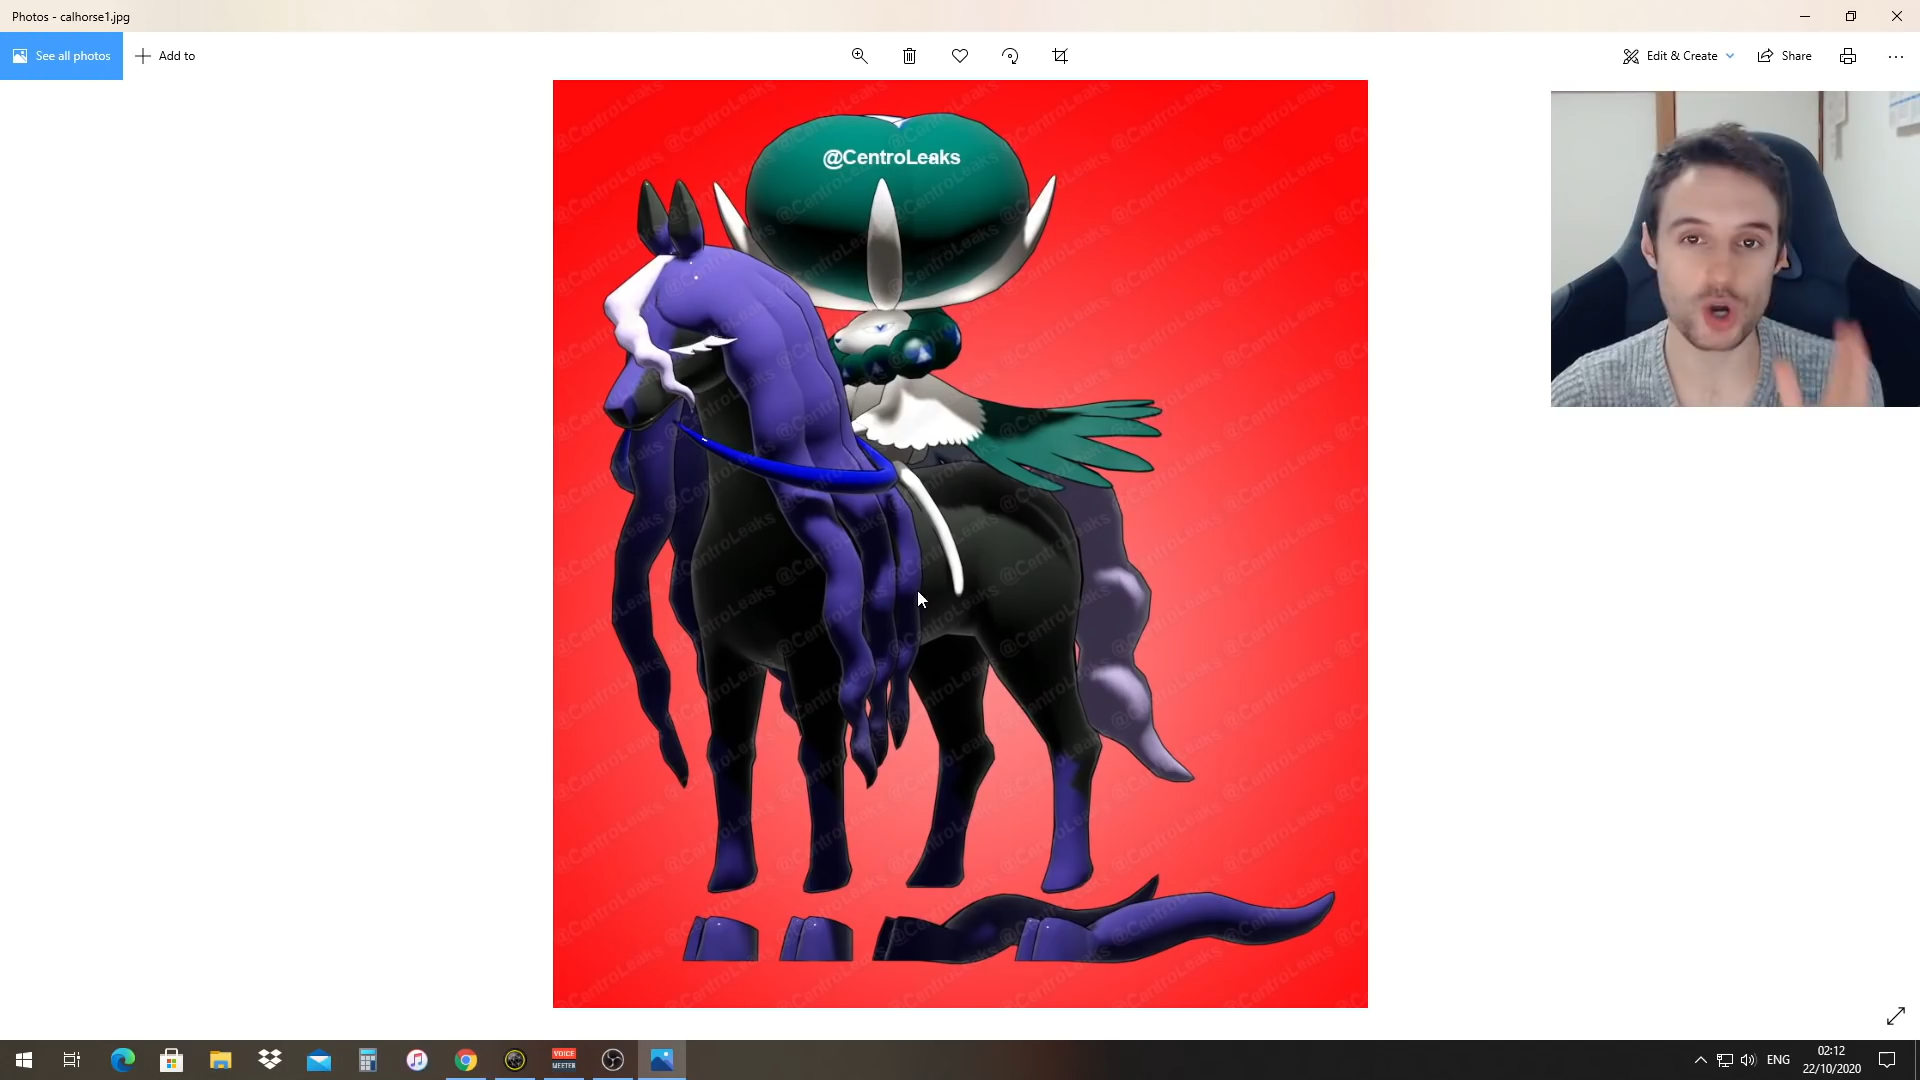 Photos - calhorse1.jpg
See all photos
Add to
Edit & Create
Share
@CentroLeaks
VOICE
MEETER
ENG
02:12
22/10/2020